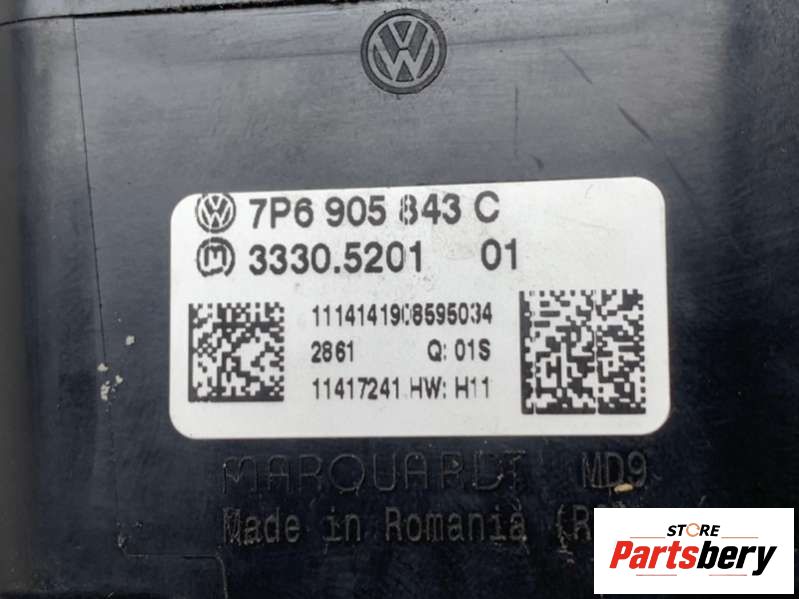 7P6 905 843 C
3330.5201 01
1114141908595034
2861 Q: 01S
11417241 HW: H11
MARQUARDT MD9
Made in Romania
STORE
Partsbery